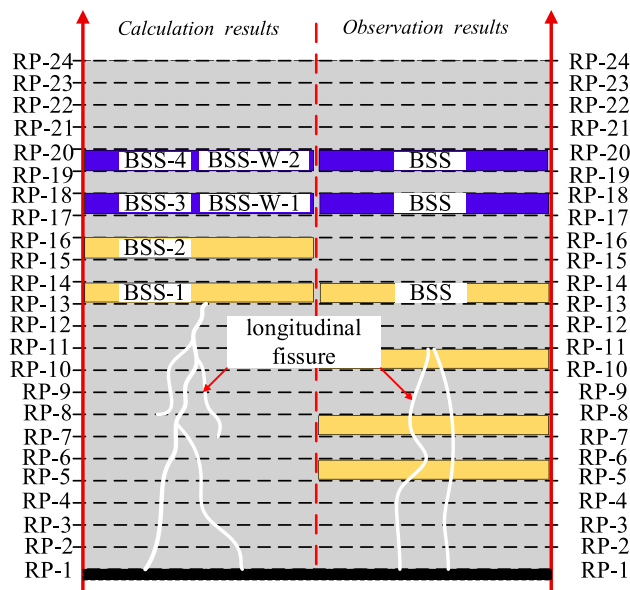 Calculation results Observation results
RP-24 RP-24
RP-23 RP-23
RP-22 RP-22
RP-21 RP-21
RP-20 BSS-4 BSS-W-2 BSS RP-20
RP-19 RP-19
RP-18 BSS-3 BSS-W-1 BSS RP-18
RP-17 RP-17
RP-16 BSS-2 RP-16
RP-15 RP-15
RP-14 BSS-1 BSS RP-14
RP-13 RP-13
RP-12 longitudinal RP-12
RP-11 fissure RP-11
RP-10 RP-10
RP-9 RP-9
RP-8 RP-8
RP-7 RP-7
RP-6 RP-6
RP-5 RP-5
RP-4 RP-4
RP-3 RP-3
RP-2 RP-2
RP-1 RP-1